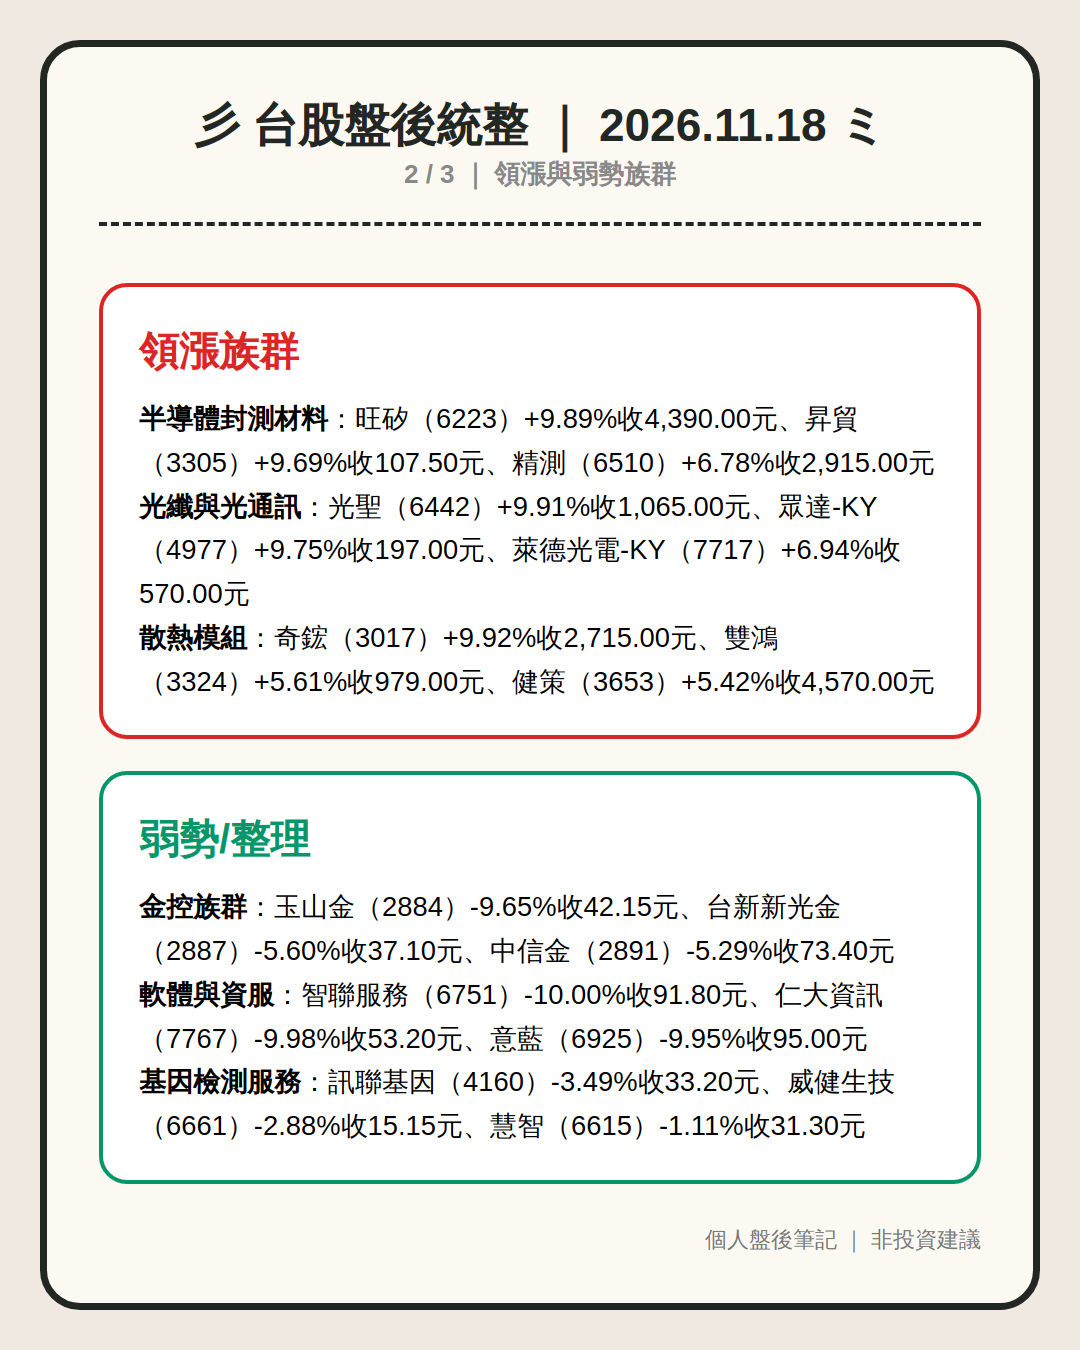 彡 台股盤後統整 ｜ 2026.11.18 ミ
2 / 3 ｜ 領漲與弱勢族群
領漲族群
半導體封測材料：旺矽（6223）+9.89%收4,390.00元、昇貿
（3305）+9.69%收107.50元、精測（6510）+6.78%收2,915.00元
光纖與光通訊：光聖（6442）+9.91%收1,065.00元、眾達-KY
（4977）+9.75%收197.00元、萊德光電-KY（7717）+6.94%收
570.00元
散熱模組：奇鋐（3017）+9.92%收2,715.00元、雙鴻
（3324）+5.61%收979.00元、健策（3653）+5.42%收4,570.00元
弱勢/整理
金控族群：玉山金（2884）-9.65%收42.15元、台新新光金
（2887）-5.60%收37.10元、中信金（2891）-5.29%收73.40元
軟體與資服：智聯服務（6751）-10.00%收91.80元、仁大資訊
（7767）-9.98%收53.20元、意藍（6925）-9.95%收95.00元
基因檢測服務：訊聯基因（4160）-3.49%收33.20元、威健生技
（6661）-2.88%收15.15元、慧智（6615）-1.11%收31.30元
個人盤後筆記 ｜ 非投資建議